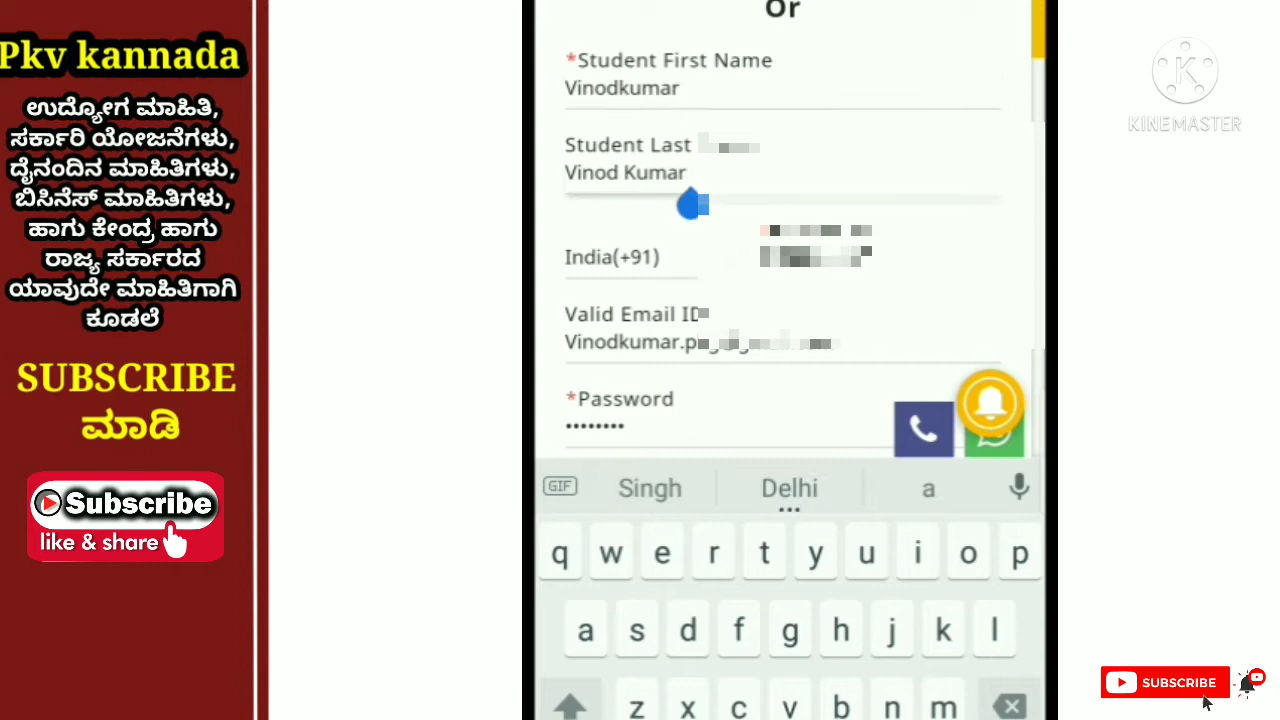 Pkv kannada
ಉದ್ಯೋಗ ಮಾಹಿತಿ,
ಸರ್ಕಾರಿ ಯೋಜನೆಗಳು,
ದೈನಂದಿನ ಮಾಹಿತಿಗಳು,
ಬಿಸಿನೆಸ್ ಮಾಹಿತಿಗಳು,
ಹಾಗು ಕೇಂದ್ರ ಹಾಗು
ರಾಜ್ಯ ಸರ್ಕಾರದ
ಯಾವುದೇ ಮಾಹಿತಿಗಾಗಿ
ಕೂಡಲೆ
SUBSCRIBE
ಮಾಡಿ
Subscribe
like & share
Or
*Student First Name
Vinodkumar
Student Last
Vinod Kumar
India(+91)
Valid Email ID
Vinodkumar.p
*Password
••••••••
GIF Singh Delhi a
q w e r t y u i o p
a s d f g h j k l
z x c v b n m
K
KINEMASTER
SUBSCRIBE